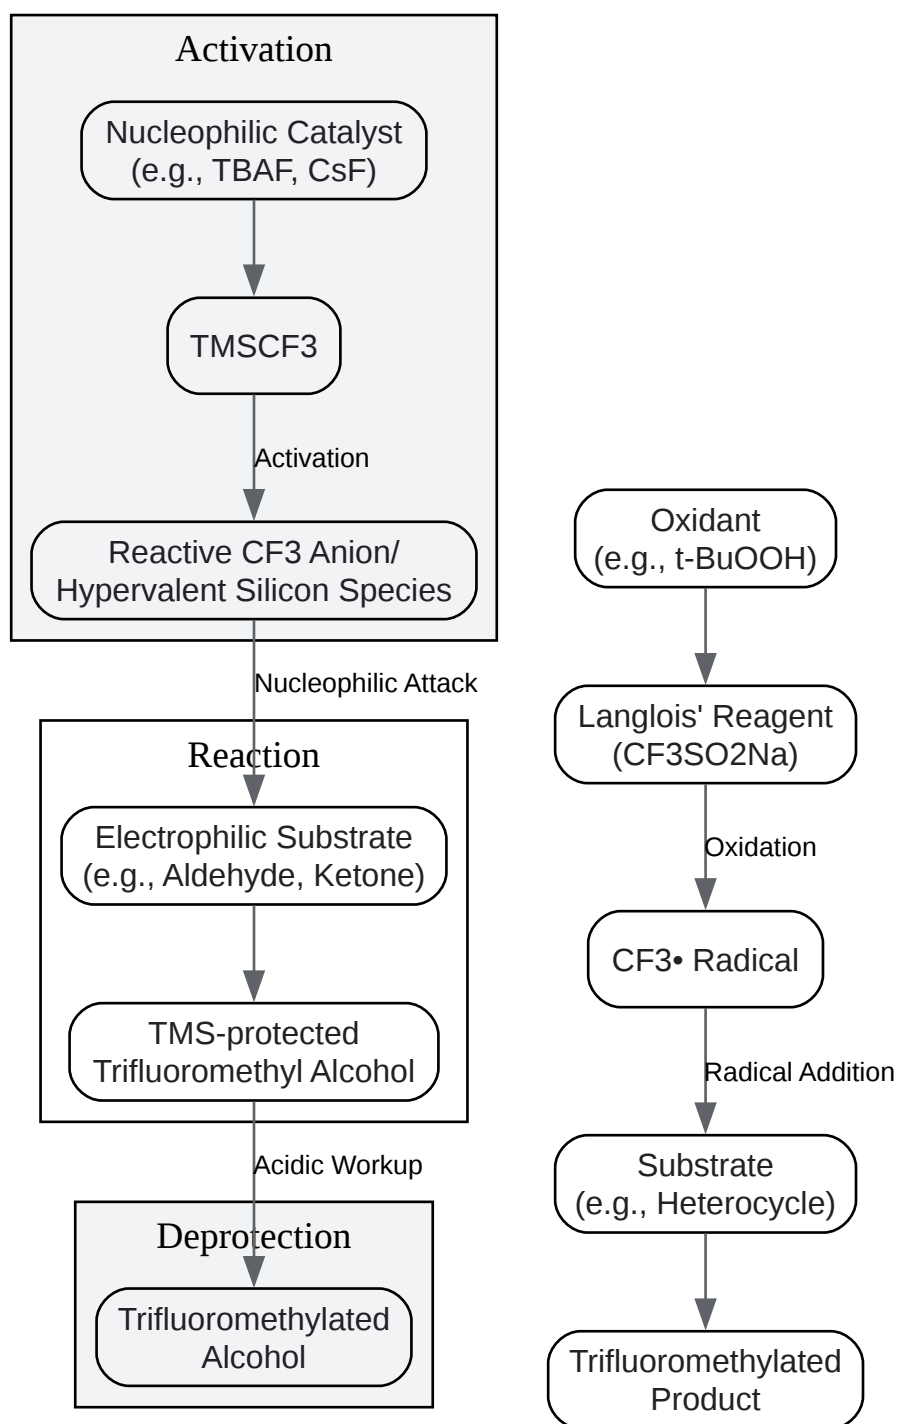 Activation
Nucleophilic Catalyst
(e.g., TBAF, CsF)
TMSCF3
Activation
Reactive CF3 Anion/
Hypervalent Silicon Species
Nucleophilic Attack
Reaction
Electrophilic Substrate
(e.g., Aldehyde, Ketone)
TMS-protected
Trifluoromethyl Alcohol
Acidic Workup
Deprotection
Trifluoromethylated
Alcohol
Oxidant
(e.g., t-BuOOH)
Langlois' Reagent
(CF3SO2Na)
Oxidation
CF3• Radical
Radical Addition
Substrate
(e.g., Heterocycle)
Trifluoromethylated
Product